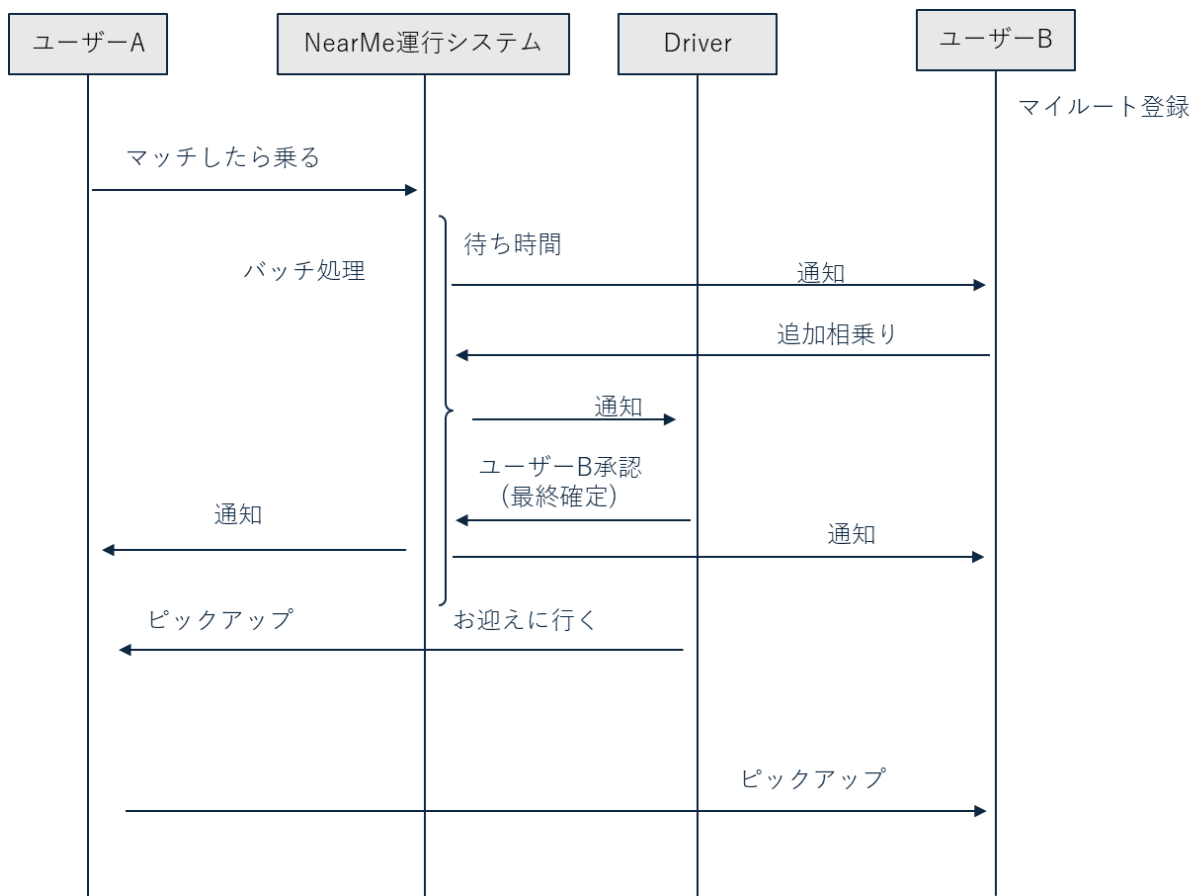 ユーザーA
NearMe運行システム
Driver
ユーザーB
マイルート登録
マッチしたら乗る
待ち時間
バッチ処理
通知
追加相乗り
通知
ユーザーB承認
(最終確定)
通知
通知
ピックアップ
お迎えに行く
ピックアップ